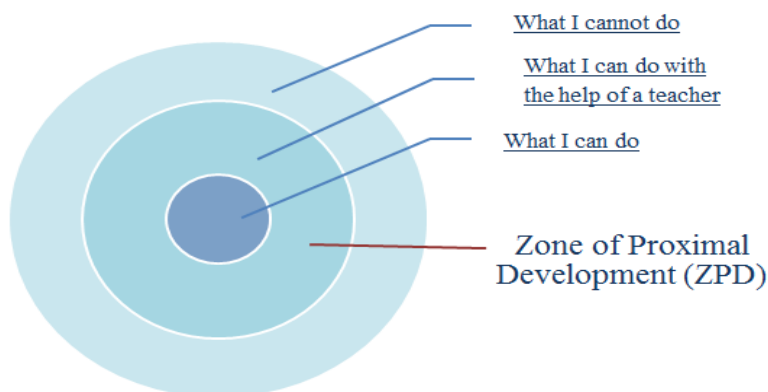 What I cannot do
What I can do with
the help of a teacher
What I can do
Zone of Proximal
Development (ZPD)